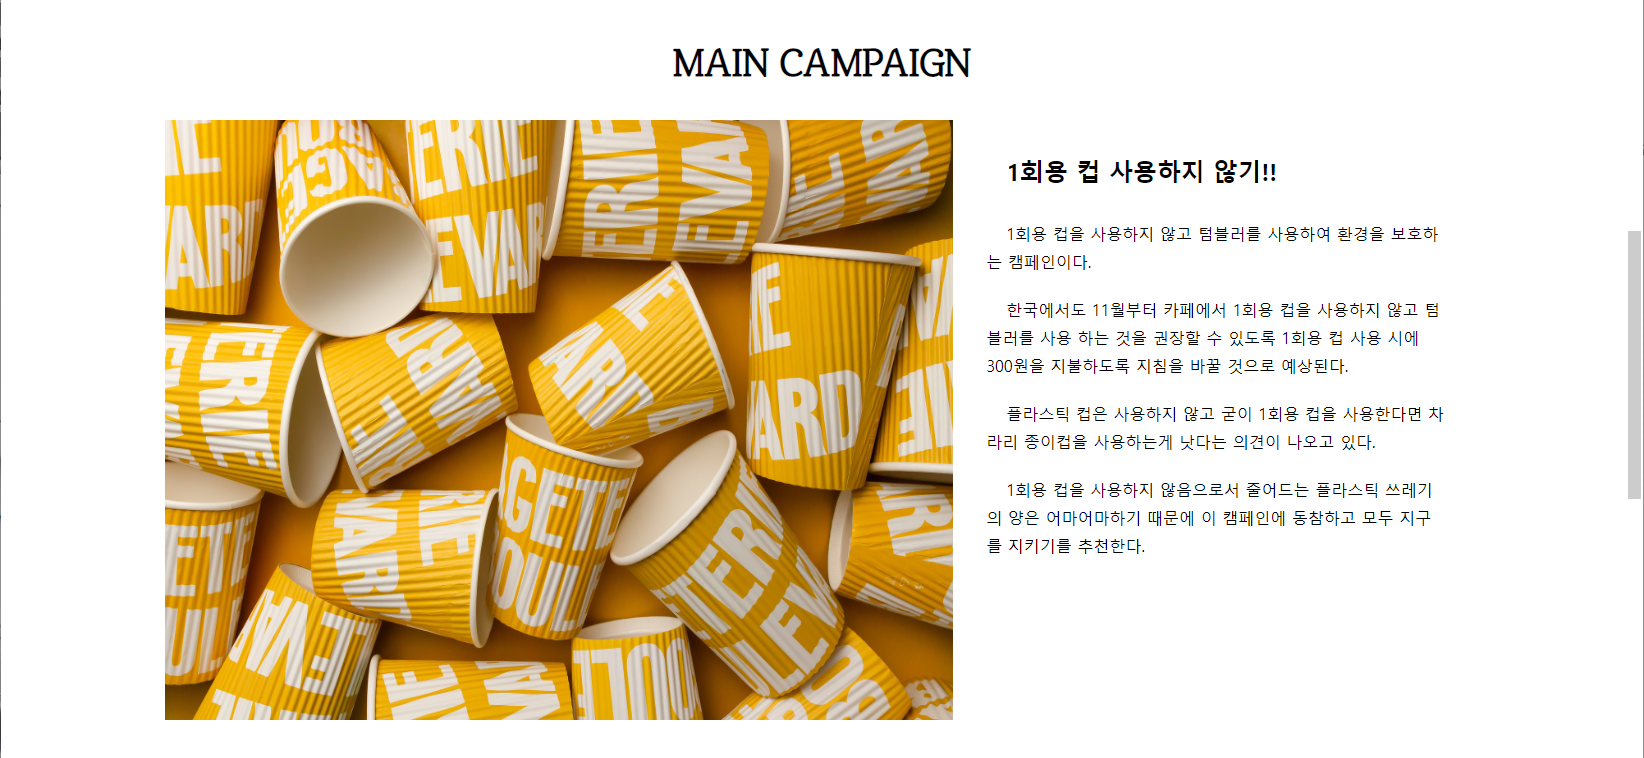 MAIN CAMPAIGN
1회용 컵 사용하지 않기!!
1회용 컵을 사용하지 않고 텀블러를 사용하여 환경을 보호하
는 캠페인이다.
한국에서도 11월부터 카페에서 1회용 컵을 사용하지 않고 텀
블러를 사용 하는 것을 권장할 수 있도록 1회용 컵 사용 시에
300원을 지불하도록 지침을 바꿀 것으로 예상된다.
플라스틱 컵은 사용하지 않고 굳이 1회용 컵을 사용한다면 차
라리 종이컵을 사용하는게 낫다는 의견이 나오고 있다.
1회용 컵을 사용하지 않음으로서 줄어드는 플라스틱 쓰레기
의 양은 어마어마하기 때문에 이 캠페인에 동참하고 모두 지구
를 지키기를 추천한다.